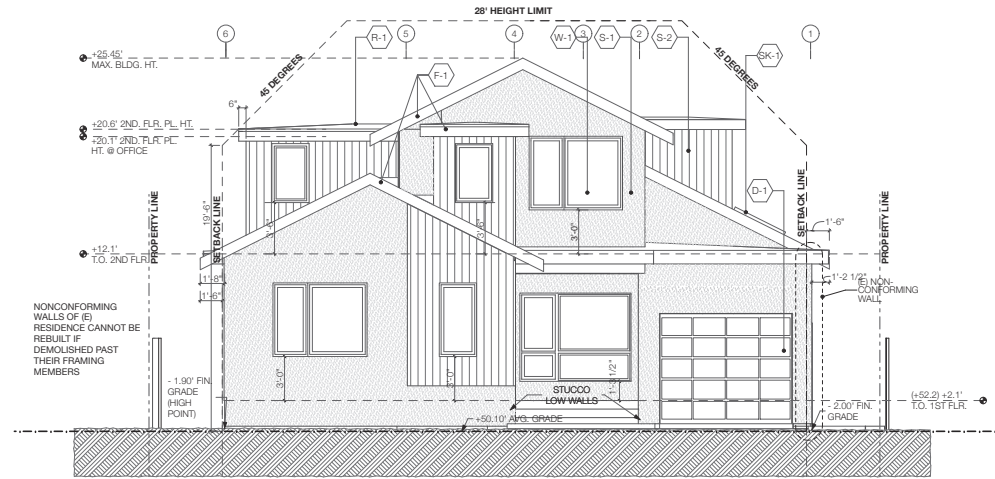 28' HEIGHT LIMIT
6
R-1
5
4
W-1
3
S-1
2
S-2
1
SK-1
+25.45'
MAX. BLDG. HT.
45 DEGREES
45 DEGREES
F-1
6"
+20.6' 2ND. FLR. PL. HT.
+20.1' 2ND. FLR. PL.
HT. @ OFFICE
D-1
PROPERTY LINE
19'-6"
SETBACK LINE
3'-6"
3'-6"
3'-0"
SETBACK LINE
1'-6"
PROPERTY LINE
+12.1'
T.O. 2ND FLR.
1'-8"
1'-6"
1'-2 1/2"
(E) NON-
CONFORMING
WALL
NONCONFORMING
WALLS OF (E)
RESIDENCE CANNOT BE
REBUILT IF
DEMOLISHED PAST
THEIR FRAMING
MEMBERS
- 1.90' FIN.
GRADE
(HIGH
POINT)
3'-0"
3'-0"
1'-3 1/2"
STUCCO
LOW WALLS
+50.10' AVG. GRADE
- 2.00' FIN.
GRADE
(+52.2) +2.1'
T.O. 1ST FLR.